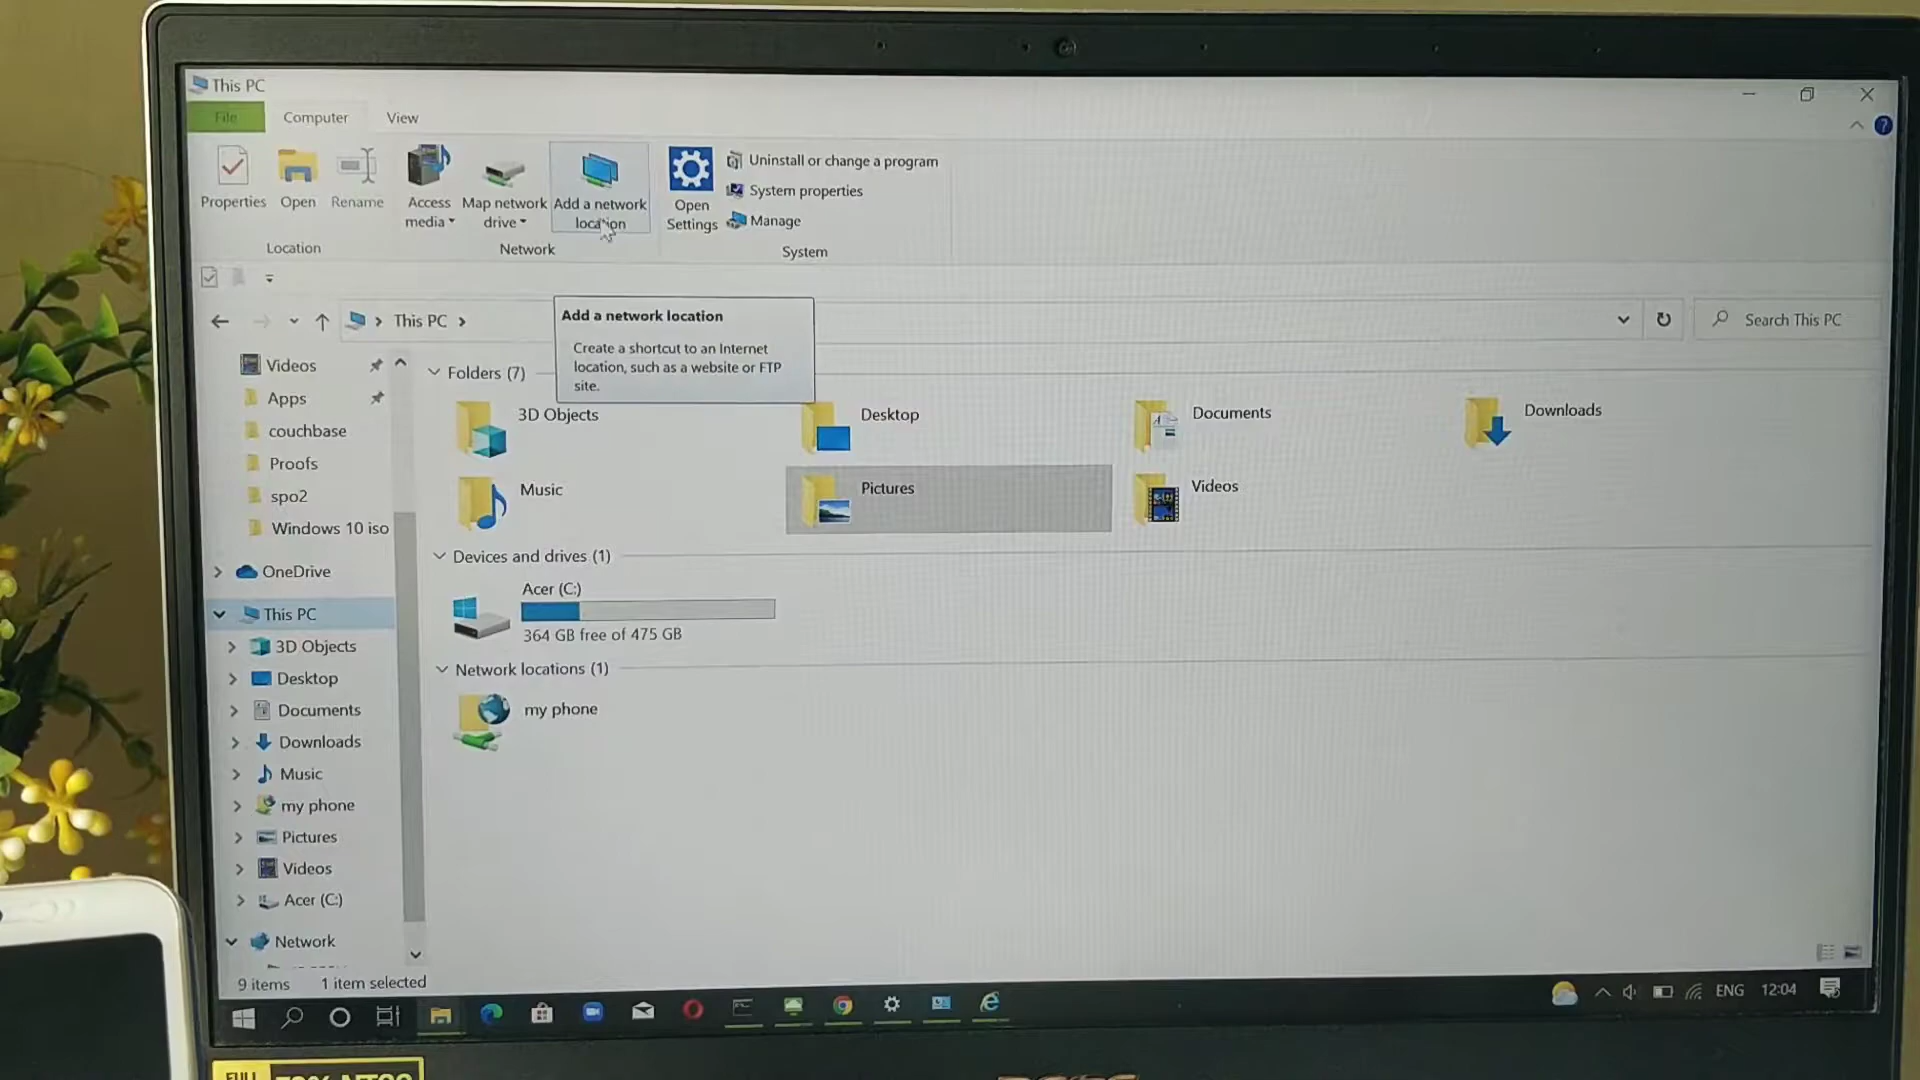 This PC
File
Computer
View
Properties
Open
Rename
Access media
Map network drive
Add a network location
Open Settings
Uninstall or change a program
System properties
Manage
Location
Network
System
This PC
Search This PC
Add a network location
Create a shortcut to an Internet
location, such as a website or FTP
site.
Videos
Apps
couchbase
Proofs
spo2
Windows 10 iso
OneDrive
This PC
3D Objects
Desktop
Documents
Downloads
Music
my phone
Pictures
Videos
Acer (C:)
Network
Folders (7)
3D Objects
Desktop
Documents
Downloads
Music
Pictures
Videos
Devices and drives (1)
Acer (C:)
364 GB free of 475 GB
Network locations (1)
my phone
9 items
1 item selected
ENG
12:04
FULL